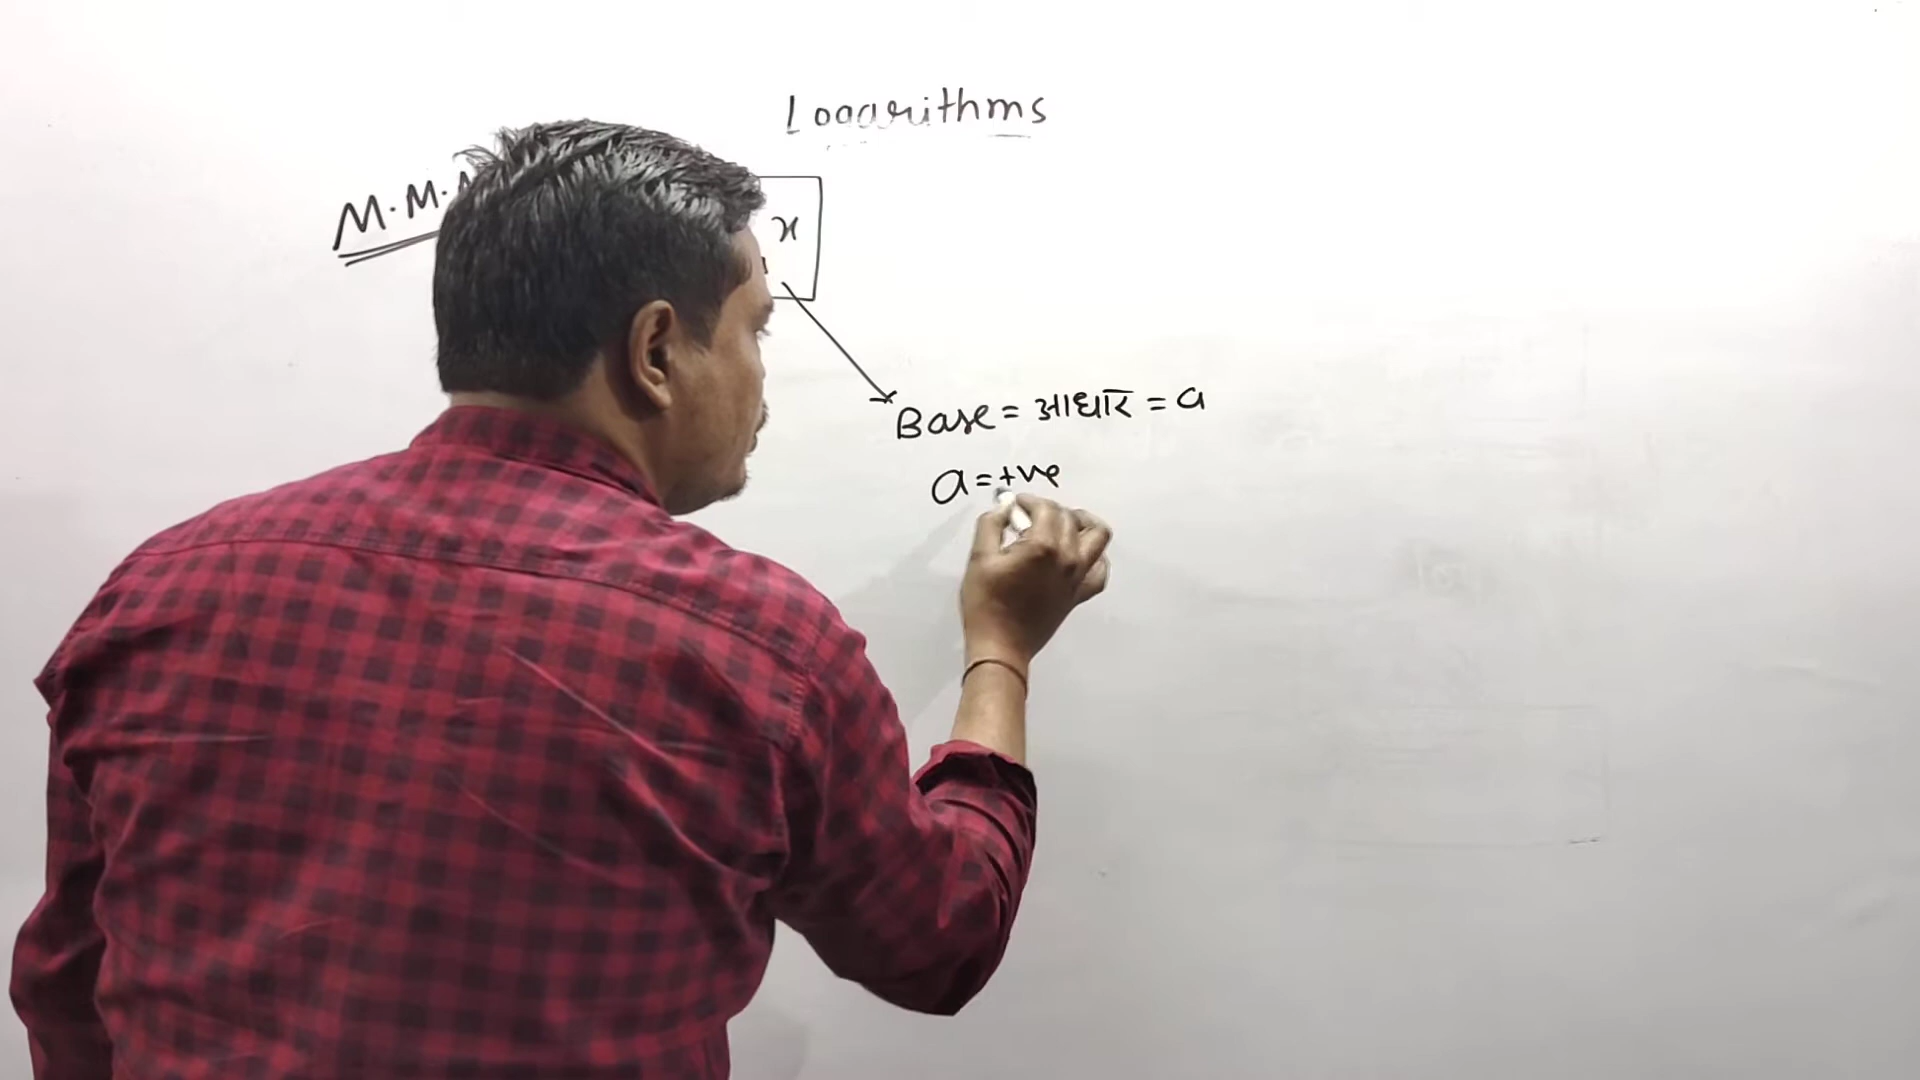 Logarithms
M.M.
x
Base = आधार = a
a = +ve